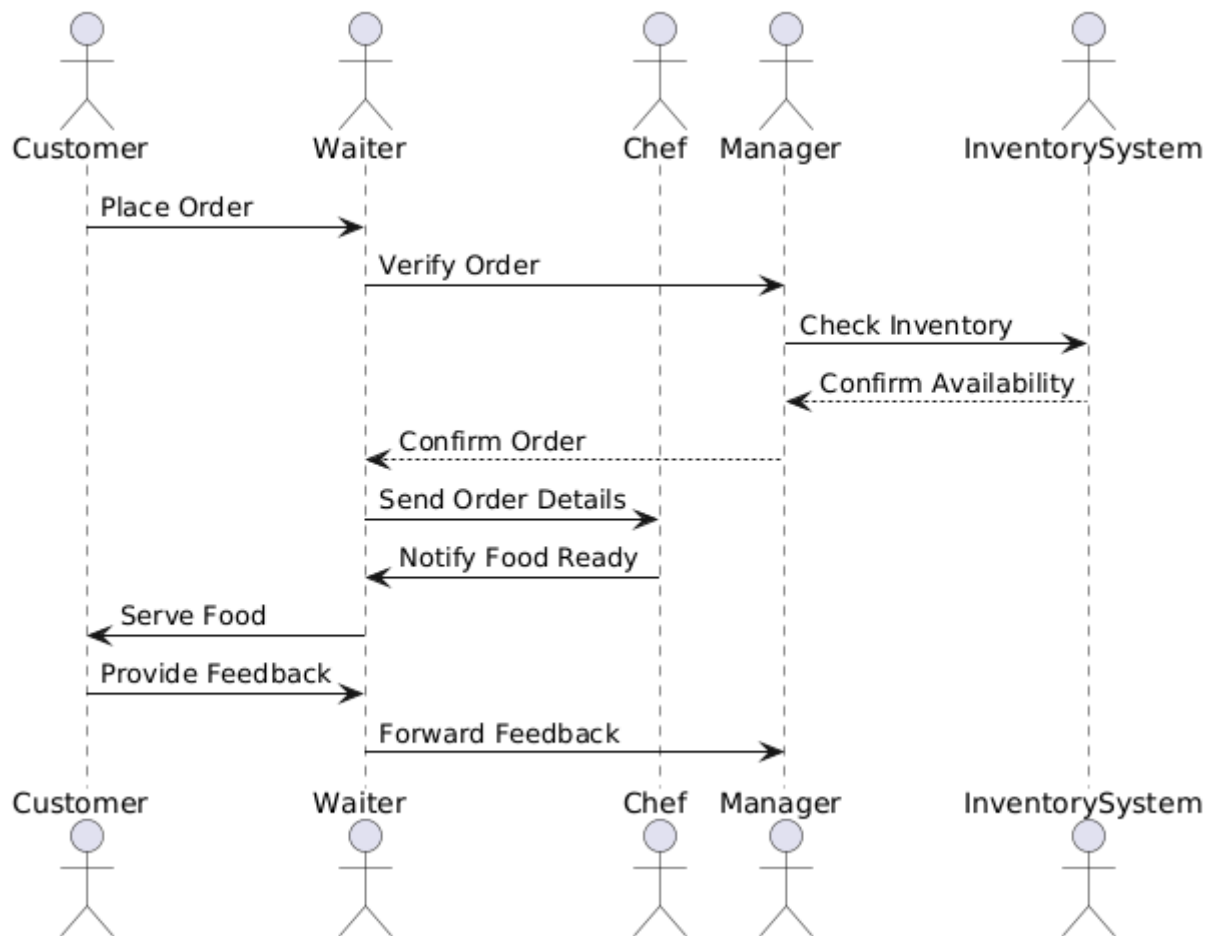 Customer Waiter Chef Manager InventorySystem
Place Order
Verify Order
Check Inventory
Confirm Availability
Confirm Order
Send Order Details
Notify Food Ready
Serve Food
Provide Feedback
Forward Feedback
Customer Waiter Chef Manager InventorySystem